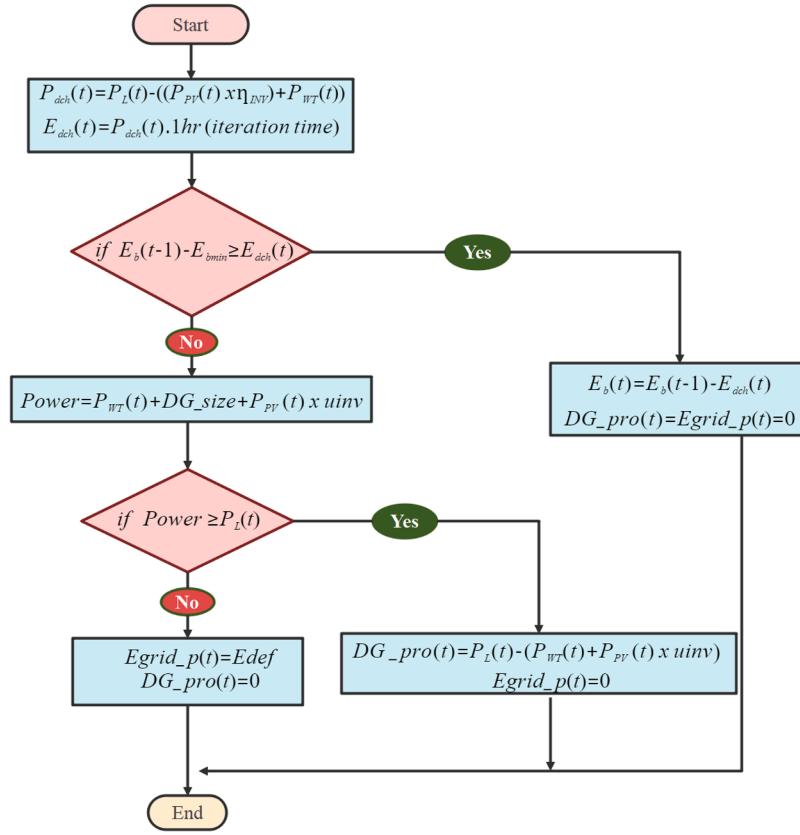 Start
P_dch(t)=P_L(t)-((P_PV(t) x η_INV)+P_WT(t))
E_dch(t)=P_dch(t).1hr (iteration time)
if E_b(t-1)-E_bmin≥E_dch(t)
Yes
No
E_b(t)=E_b(t-1)-E_dch(t)
DG_pro(t)=Egrid_p(t)=0
Power=P_WT(t)+DG_size+P_PV(t) x uinv
if Power ≥P_L(t)
Yes
No
Egrid_p(t)=Edef
DG_pro(t)=0
DG_pro(t)=P_L(t)-(P_WT(t)+P_PV(t) x uinv)
Egrid_p(t)=0
End